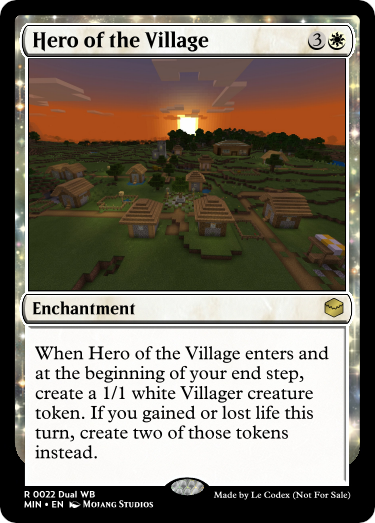 Hero of the Village 3
Enchantment
When Hero of the Village enters and
at the beginning of your end step,
create a 1/1 white Villager creature
token. If you gained or lost life this
turn, create two of those tokens
instead.
R 0022 Dual WB
MIN • EN Mojang Studios
Made by Le Codex (Not For Sale)